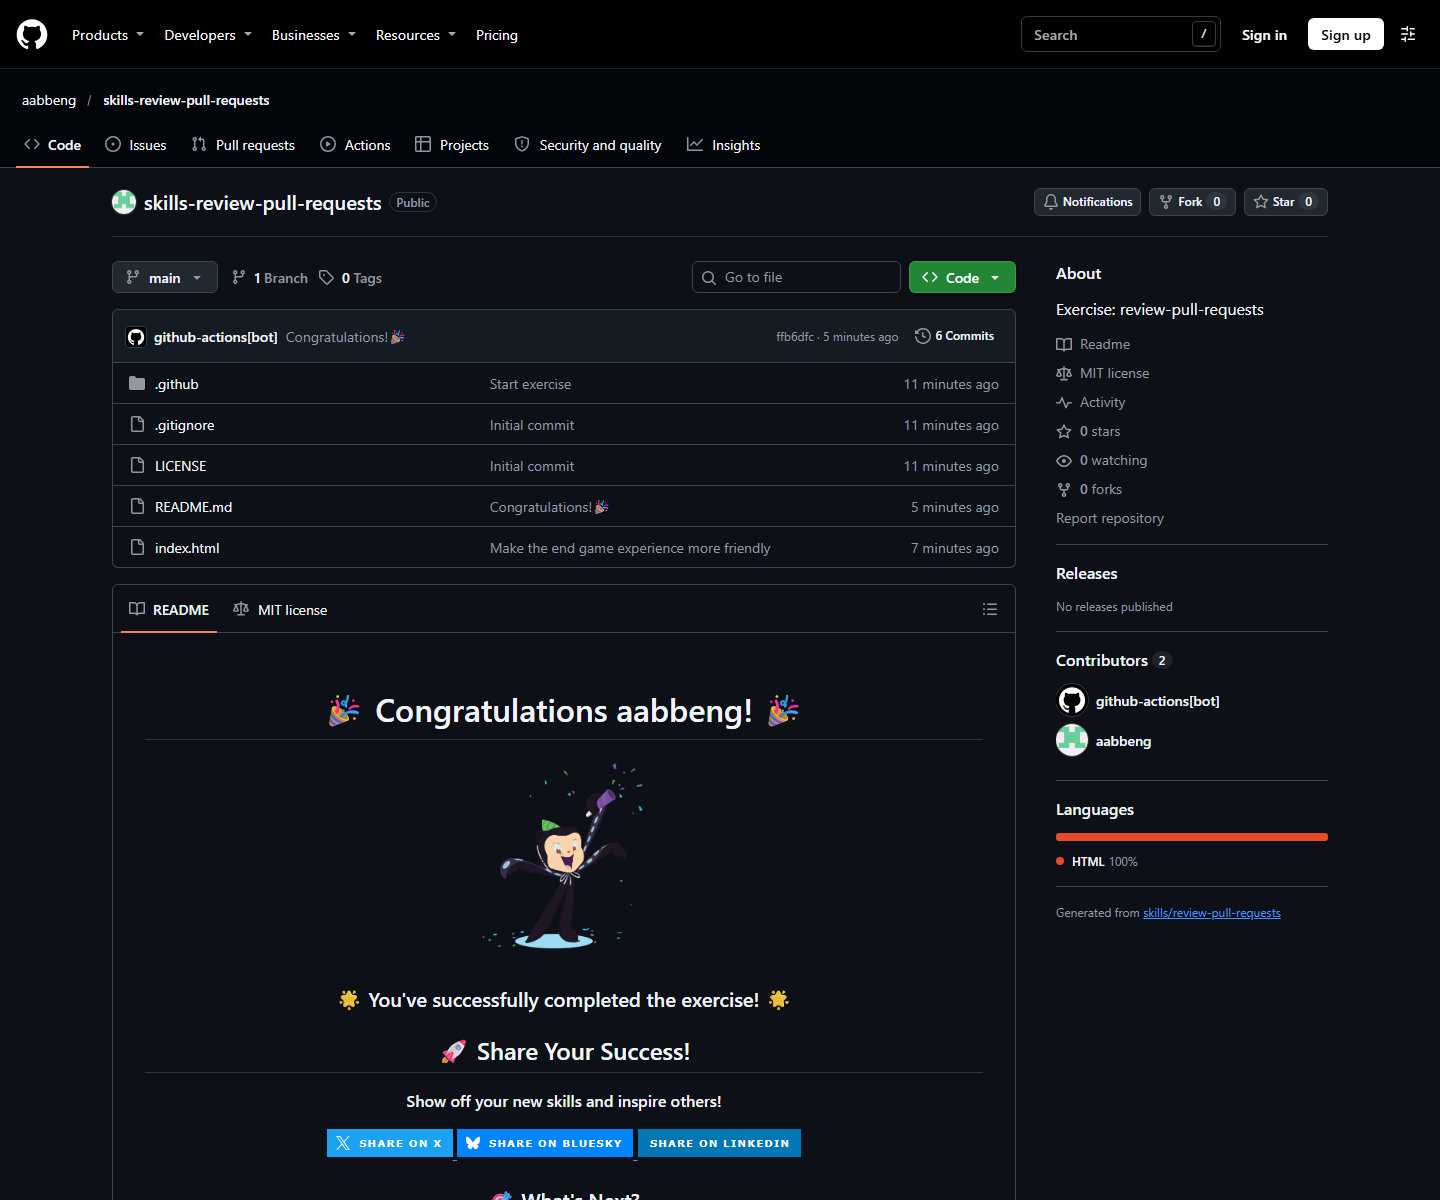 Products Developers Businesses Resources Pricing Search / Sign in Sign up
aabbeng / skills-review-pull-requests
Code Issues Pull requests Actions Projects Security and quality Insights
skills-review-pull-requests Public Notifications Fork 0 Star 0
main 1 Branch 0 Tags Go to file Code
github-actions[bot] Congratulations!🎉 ffb6dfc · 5 minutes ago 6 Commits
.github Start exercise 11 minutes ago
.gitignore Initial commit 11 minutes ago
LICENSE Initial commit 11 minutes ago
README.md Congratulations!🎉 5 minutes ago
index.html Make the end game experience more friendly 7 minutes ago
README MIT license
🎉 Congratulations aabbeng! 🎉
🌟 You've successfully completed the exercise! 🌟
🚀 Share Your Success!
Show off your new skills and inspire others!
SHARE ON X SHARE ON BLUESKY SHARE ON LINKEDIN
🎯 What's Next?
About
Exercise: review-pull-requests
Readme
MIT license
Activity
0 stars
0 watching
0 forks
Report repository
Releases
No releases published
Contributors 2
github-actions[bot]
aabbeng
Languages
HTML 100%
Generated from skills/review-pull-requests